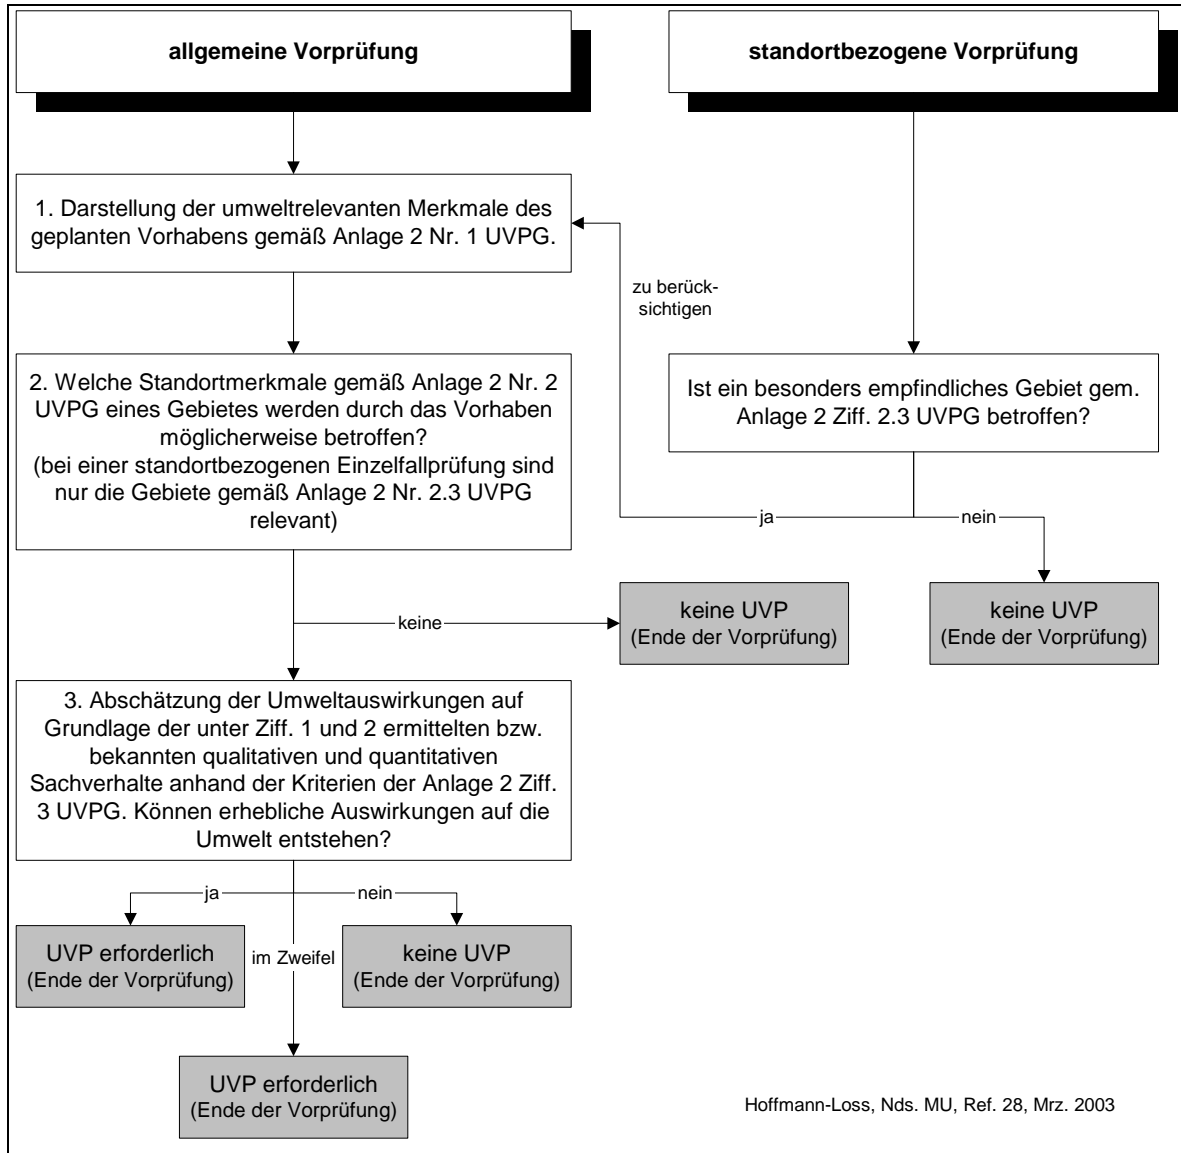 allgemeine Vorprüfung
standortbezogene Vorprüfung
1. Darstellung der umweltrelevanten Merkmale des
geplanten Vorhabens gemäß Anlage 2 Nr. 1 UVPG.
zu berück-
sichtigen
2. Welche Standortmerkmale gemäß Anlage 2 Nr. 2
UVPG eines Gebietes werden durch das Vorhaben
möglicherweise betroffen?
(bei einer standortbezogenen Einzelfallprüfung sind
nur die Gebiete gemäß Anlage 2 Nr. 2.3 UVPG
relevant)
Ist ein besonders empfindliches Gebiet gem.
Anlage 2 Ziff. 2.3 UVPG betroffen?
ja
nein
keine
keine UVP
(Ende der Vorprüfung)
keine UVP
(Ende der Vorprüfung)
3. Abschätzung der Umweltauswirkungen auf
Grundlage der unter Ziff. 1 und 2 ermittelten bzw.
bekannten qualitativen und quantitativen
Sachverhalte anhand der Kriterien der Anlage 2 Ziff.
3 UVPG. Können erhebliche Auswirkungen auf die
Umwelt entstehen?
ja
nein
UVP erforderlich
(Ende der Vorprüfung)
im Zweifel
keine UVP
(Ende der Vorprüfung)
UVP erforderlich
(Ende der Vorprüfung)
Hoffmann-Loss, Nds. MU, Ref. 28, Mrz. 2003